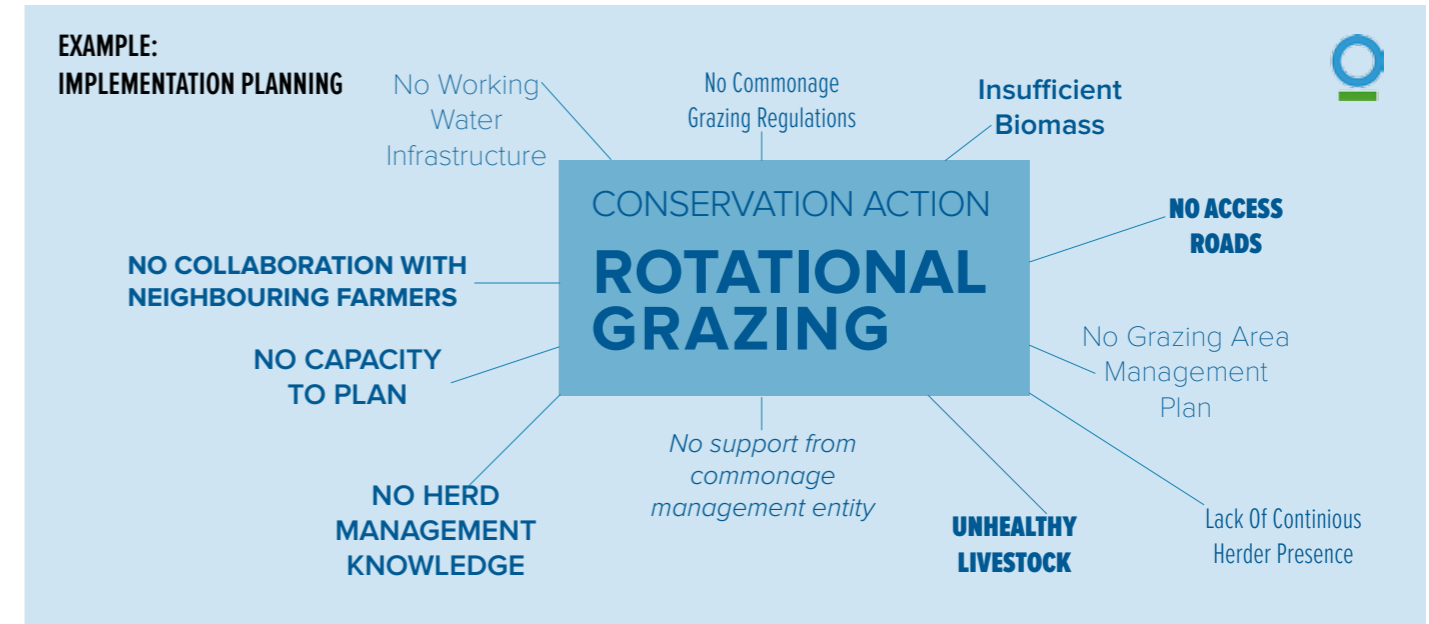 EXAMPLE:
IMPLEMENTATION PLANNING
No Working
Water
Infrastructure
No Commonage
Grazing Regulations
Insufficient
Biomass
CONSERVATION ACTION
ROTATIONAL
GRAZING
NO ACCESS
ROADS
NO COLLABORATION WITH
NEIGHBOURING FARMERS
NO CAPACITY
TO PLAN
No Grazing Area
Management
Plan
NO HERD
MANAGEMENT
KNOWLEDGE
No support from
commonage
management entity
UNHEALTHY
LIVESTOCK
Lack Of Continious
Herder Presence